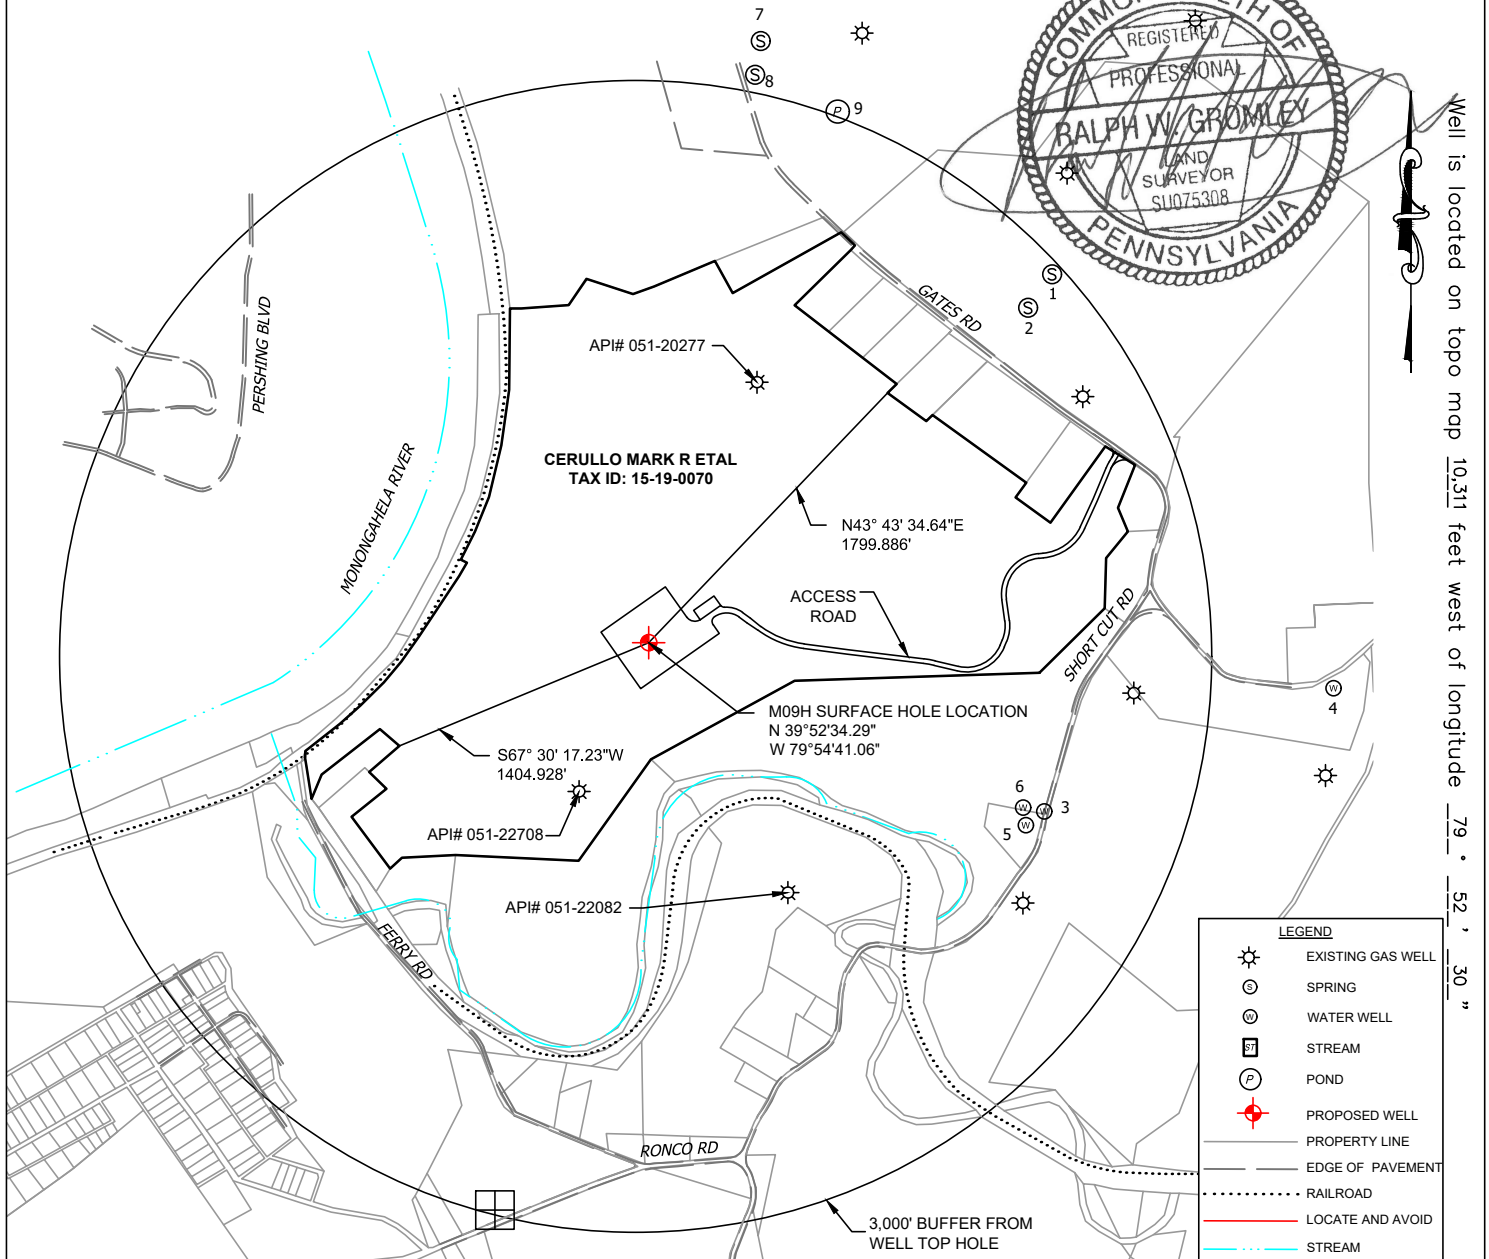 7
S
S
8
P
9
COMMONWEALTH OF
REGISTERED
PROFESSIONAL
RALPH W. GROMLEY
LAND
SURVEYOR
SU075308
PENNSYLVANIA
Well is located on topo map 10,311 feet west of longitude 79 ° 52 ' 30 "
S
1
S
2
GATES RD
PERSHING BLVD
API# 051-20277
MONONGAHELA RIVER
CERULLO MARK R ETAL
TAX ID: 15-19-0070
N43° 43' 34.64"E
1799.886'
ACCESS
ROAD
SHORT CUT RD
W
4
M09H SURFACE HOLE LOCATION
N 39°52'34.29"
W 79°54'41.06"
S67° 30' 17.23"W
1404.928'
6
W
W
3
5
W
API# 051-22708
API# 051-22082
FERRY RD
RONCO RD
3,000' BUFFER FROM
WELL TOP HOLE
LEGEND
EXISTING GAS WELL
S
SPRING
W
WATER WELL
ST
STREAM
P
POND
PROPOSED WELL
PROPERTY LINE
EDGE OF PAVEMENT
RAILROAD
LOCATE AND AVOID
STREAM